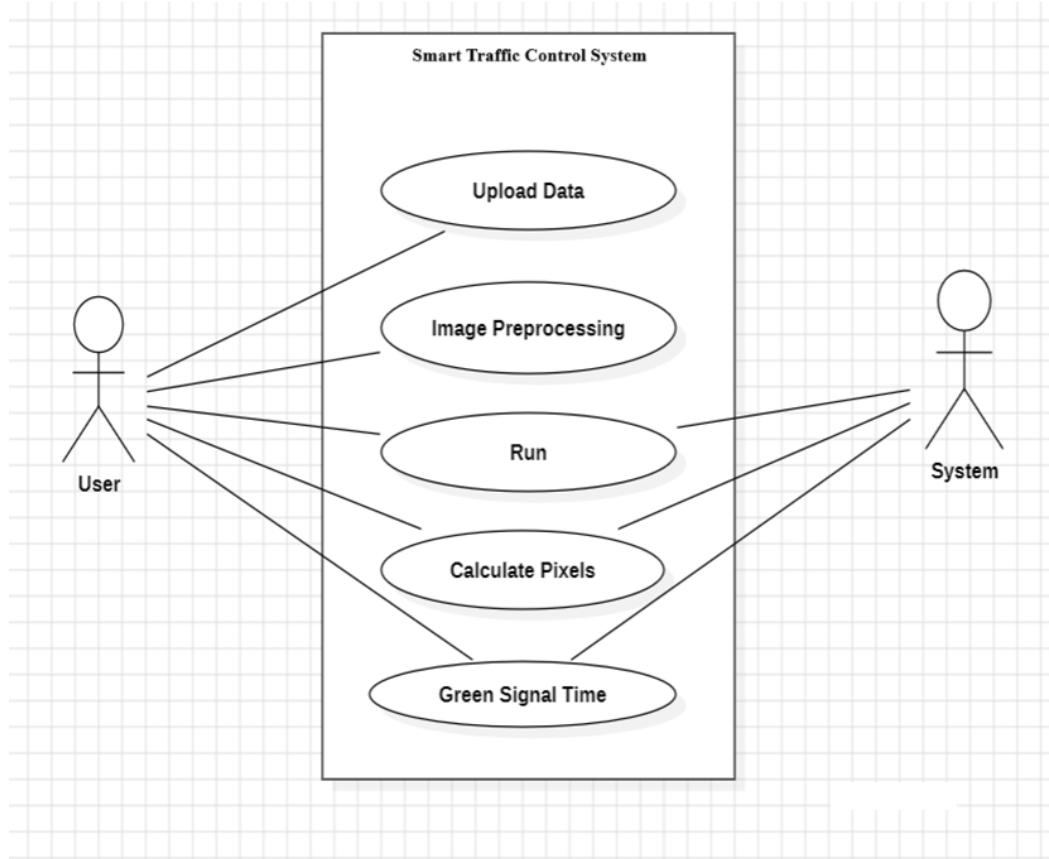 Smart Traffic Control System
Upload Data
Image Preprocessing
Run
Calculate Pixels
Green Signal Time
User
System